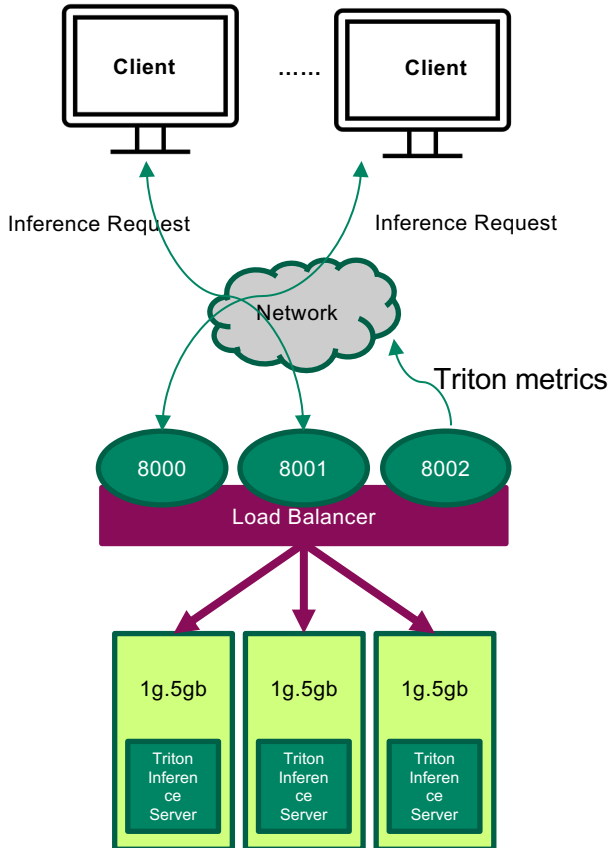 Client
......
Client
Inference Request
Inference Request
Network
Triton metrics
8000
8001
8002
Load Balancer
1g.5gb
1g.5gb
1g.5gb
Triton
Inferen
ce
Server
Triton
Inferen
ce
Server
Triton
Inferen
ce
Server